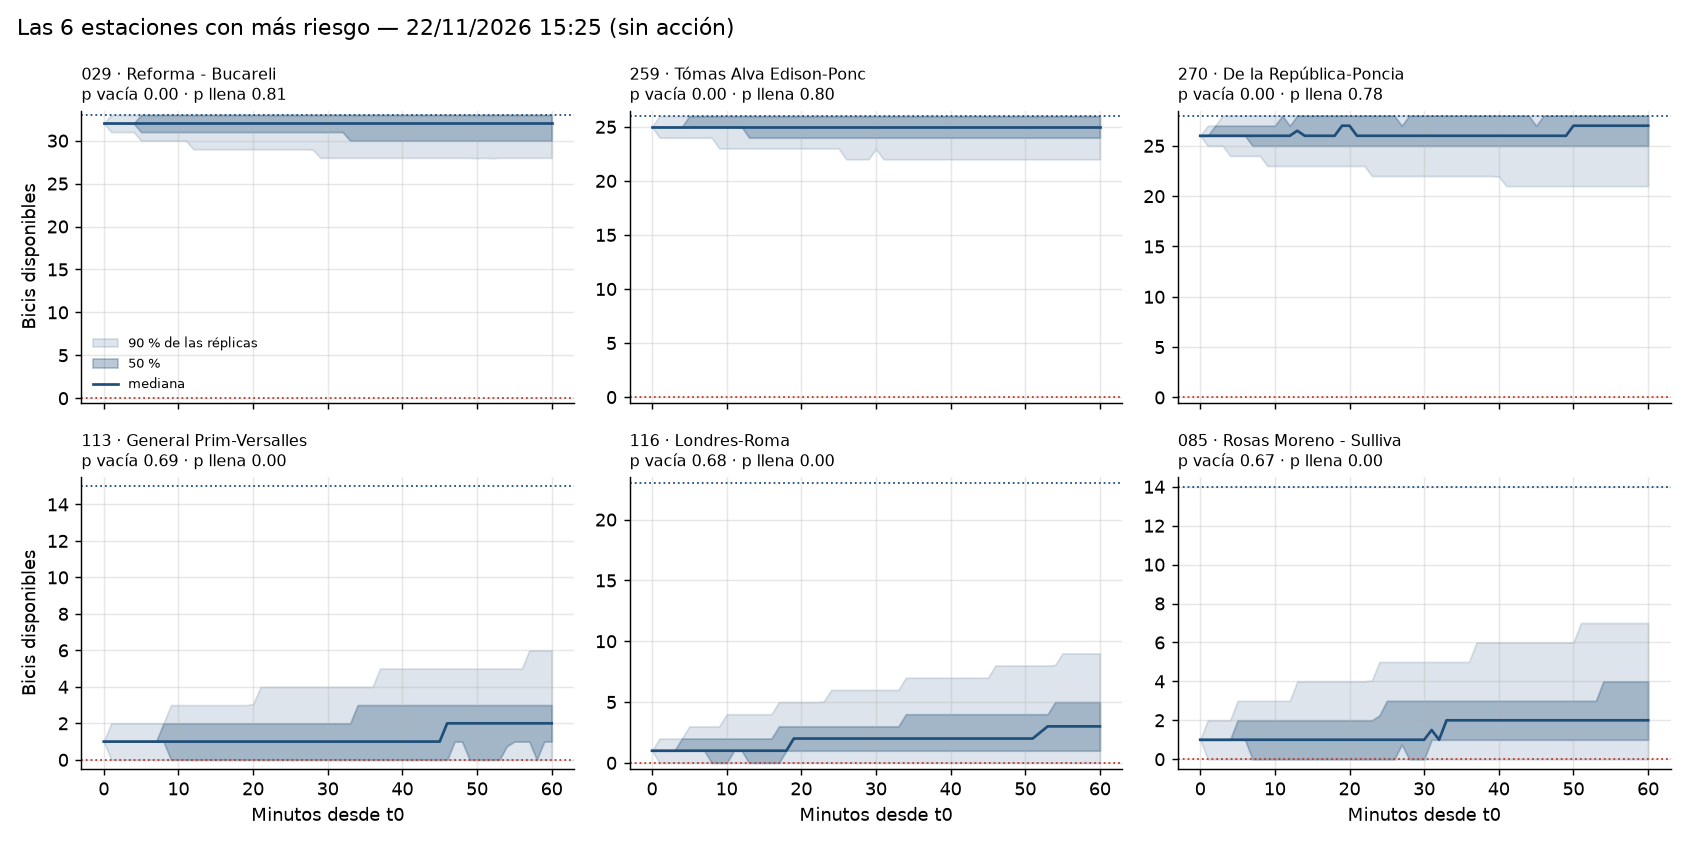 Las 6 estaciones con más riesgo — 22/11/2026 15:25 (sin acción)
029 · Reforma - Bucareli
p vacía 0.00 · p llena 0.81
259 · Tómas Alva Edison-Ponc
p vacía 0.00 · p llena 0.80
270 · De la República-Poncia
p vacía 0.00 · p llena 0.78
Bicis disponibles
30
25
20
15
10
5
0
90 % de las réplicas
50 %
mediana
25
20
15
10
5
0
25
20
15
10
5
0
113 · General Prim-Versalles
p vacía 0.69 · p llena 0.00
116 · Londres-Roma
p vacía 0.68 · p llena 0.00
085 · Rosas Moreno - Sulliva
p vacía 0.67 · p llena 0.00
Bicis disponibles
14
12
10
8
6
4
2
0
0 10 20 30 40 50 60
Minutos desde t0
20
15
10
5
0
0 10 20 30 40 50 60
Minutos desde t0
14
12
10
8
6
4
2
0
0 10 20 30 40 50 60
Minutos desde t0